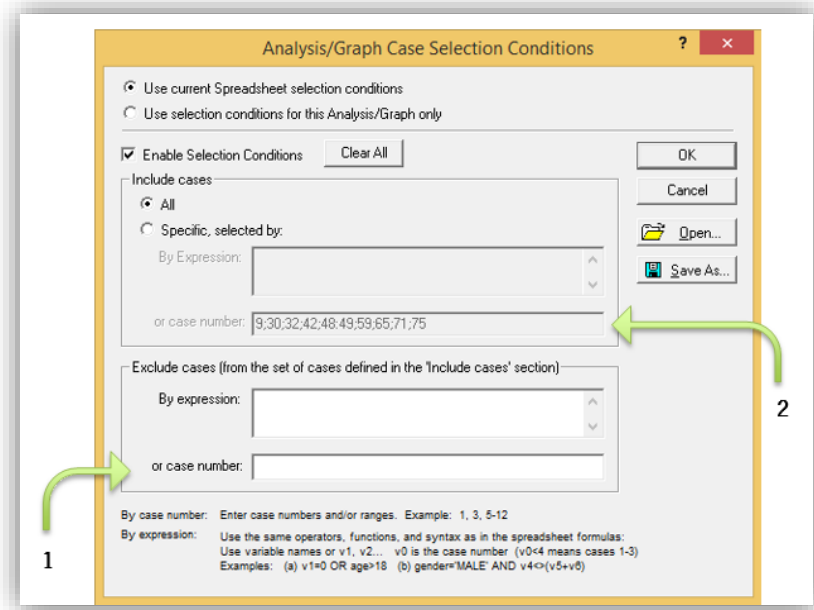 Analysis/Graph Case Selection Conditions ? ×
Use current Spreadsheet selection conditions
Use selection conditions for this Analysis/Graph only
Enable Selection Conditions Clear All OK
Include cases
Cancel
All
Specific, selected by:
Open...
By Expression:
Save As...
or case number: 9;30;32;42;48:49;59;65;71;75
Exclude cases (from the set of cases defined in the 'Include cases' section)
By expression:
2
or case number:
By case number: Enter case numbers and/or ranges. Example: 1, 3, 5-12
By expression: Use the same operators, functions, and syntax as in the spreadsheet formulas:
1
Use variable names or v1, v2... v0 is the case number (v0<4 means cases 1-3)
Examples: (a) v1=0 OR age>18 (b) gender='MALE' AND v4<>(v5+v6)